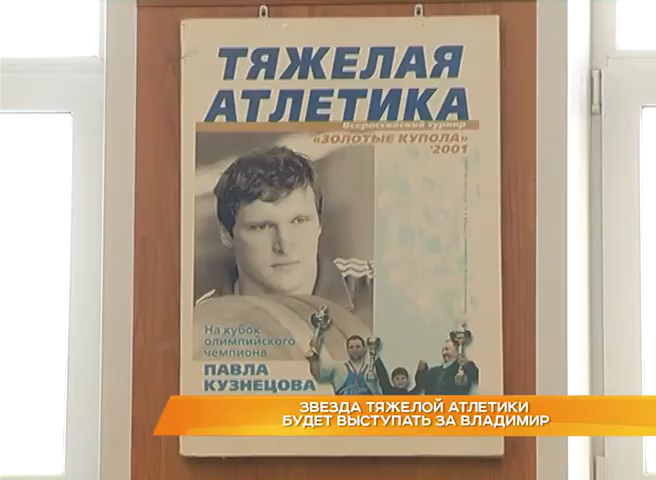 ТЯЖЕЛАЯ
АТЛЕТИКА
Всероссийский турнир
«ЗОЛОТЫЕ КУПОЛА»
'2001
На кубок
олимпийского
чемпиона
ПАВЛА
КУЗНЕЦОВА
ЗВЕЗДА ТЯЖЕЛОЙ АТЛЕТИКИ
БУДЕТ ВЫСТУПАТЬ ЗА ВЛАДИМИР